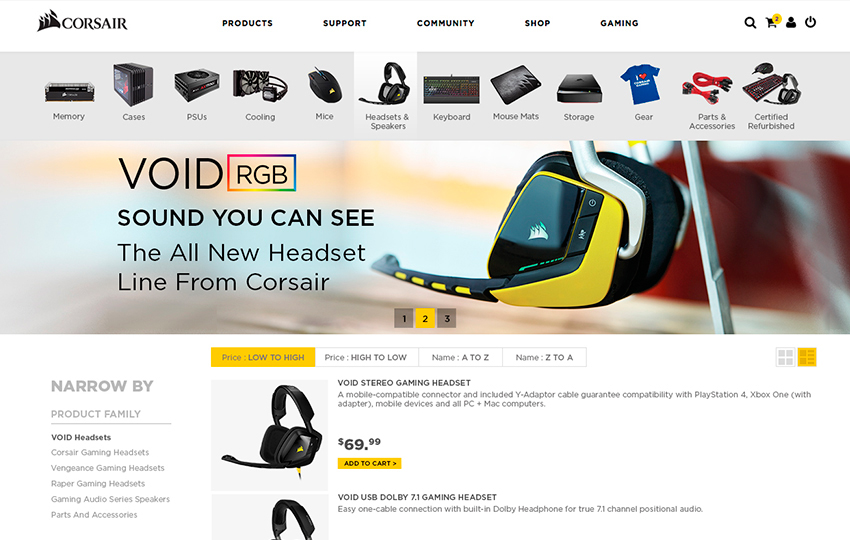 CORSAIR
PRODUCTS
SUPPORT
COMMUNITY
SHOP
GAMING
2
Memory
Cases
PSUs
Cooling
Mice
Headsets &
Speakers
Keyboard
Mouse Mats
Storage
Gear
Parts &
Accessories
Certified
Refurbished
VOID RGB
SOUND YOU CAN SEE
The All New Headset
Line From Corsair
1 2 3
Price : LOW TO HIGH
Price : HIGH TO LOW
Name : A TO Z
Name : Z TO A
NARROW BY
PRODUCT FAMILY
VOID Headsets
Corsair Gaming Headsets
Vengeance Gaming Headsets
Raper Gaming Headsets
Gaming Audio Series Speakers
Parts And Accessories
VOID STEREO GAMING HEADSET
A mobile-compatible connector and included Y-Adaptor cable guarantee compatibility with PlayStation 4, Xbox One (with
adapter), mobile devices and all PC + Mac computers.
$69.99
ADD TO CART >
VOID USB DOLBY 7.1 GAMING HEADSET
Easy one-cable connection with built-in Dolby Headphone for true 7.1 channel positional audio.